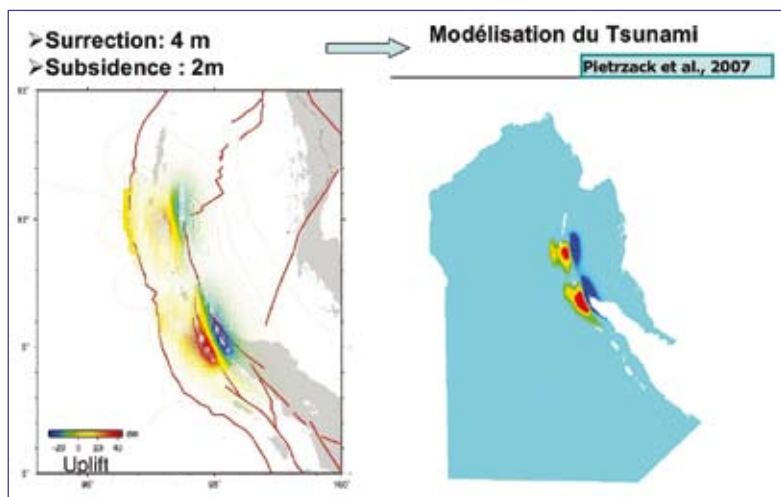 ➢Surrection: 4 m
➢Subsidence : 2m
Modélisation du Tsunami
Pietrzack et al., 2007
Uplift